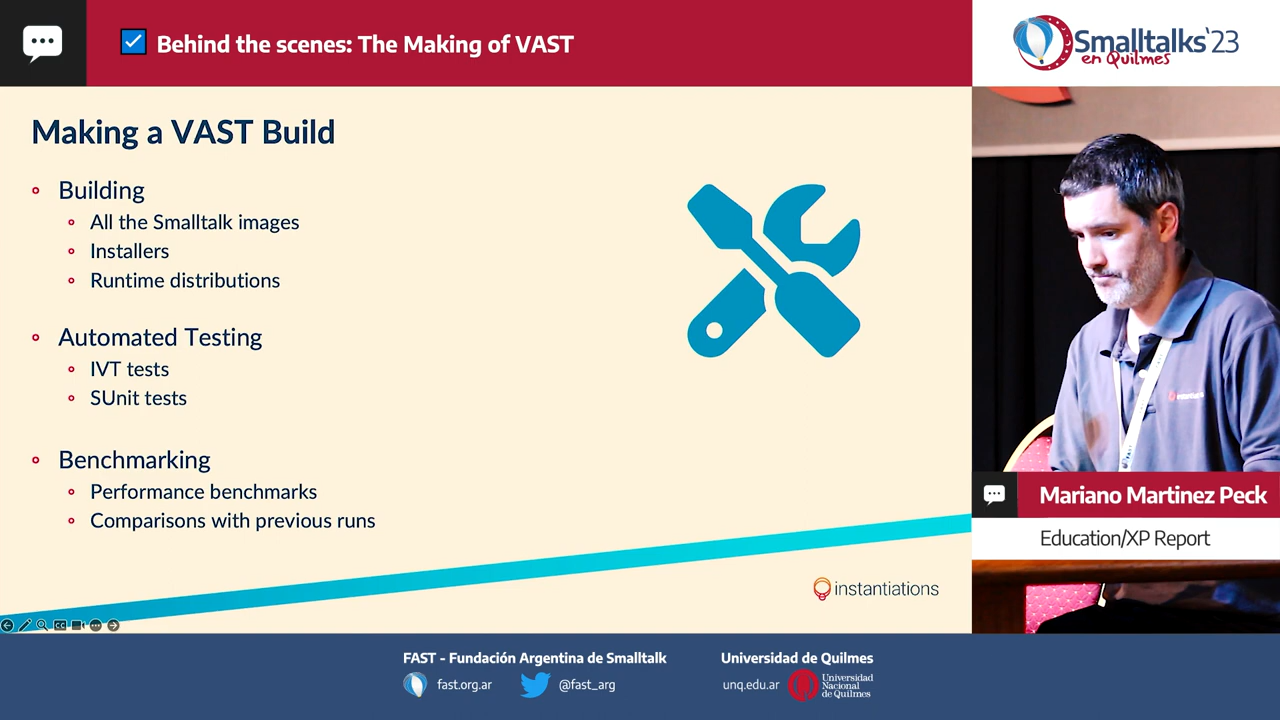 Behind the scenes: The Making of VAST
Smalltalks'23
en Quilmes
Making a VAST Build
Building
All the Smalltalk images
Installers
Runtime distributions
Automated Testing
IVT tests
SUnit tests
Benchmarking
Performance benchmarks
Comparisons with previous runs
instantiations
instantiations
Mariano Martinez Peck
Education/XP Report
CC
FAST - Fundación Argentina de Smalltalk
fast.org.ar
@fast_arg
Universidad de Quilmes
unq.edu.ar
Universidad
Nacional
de Quilmes